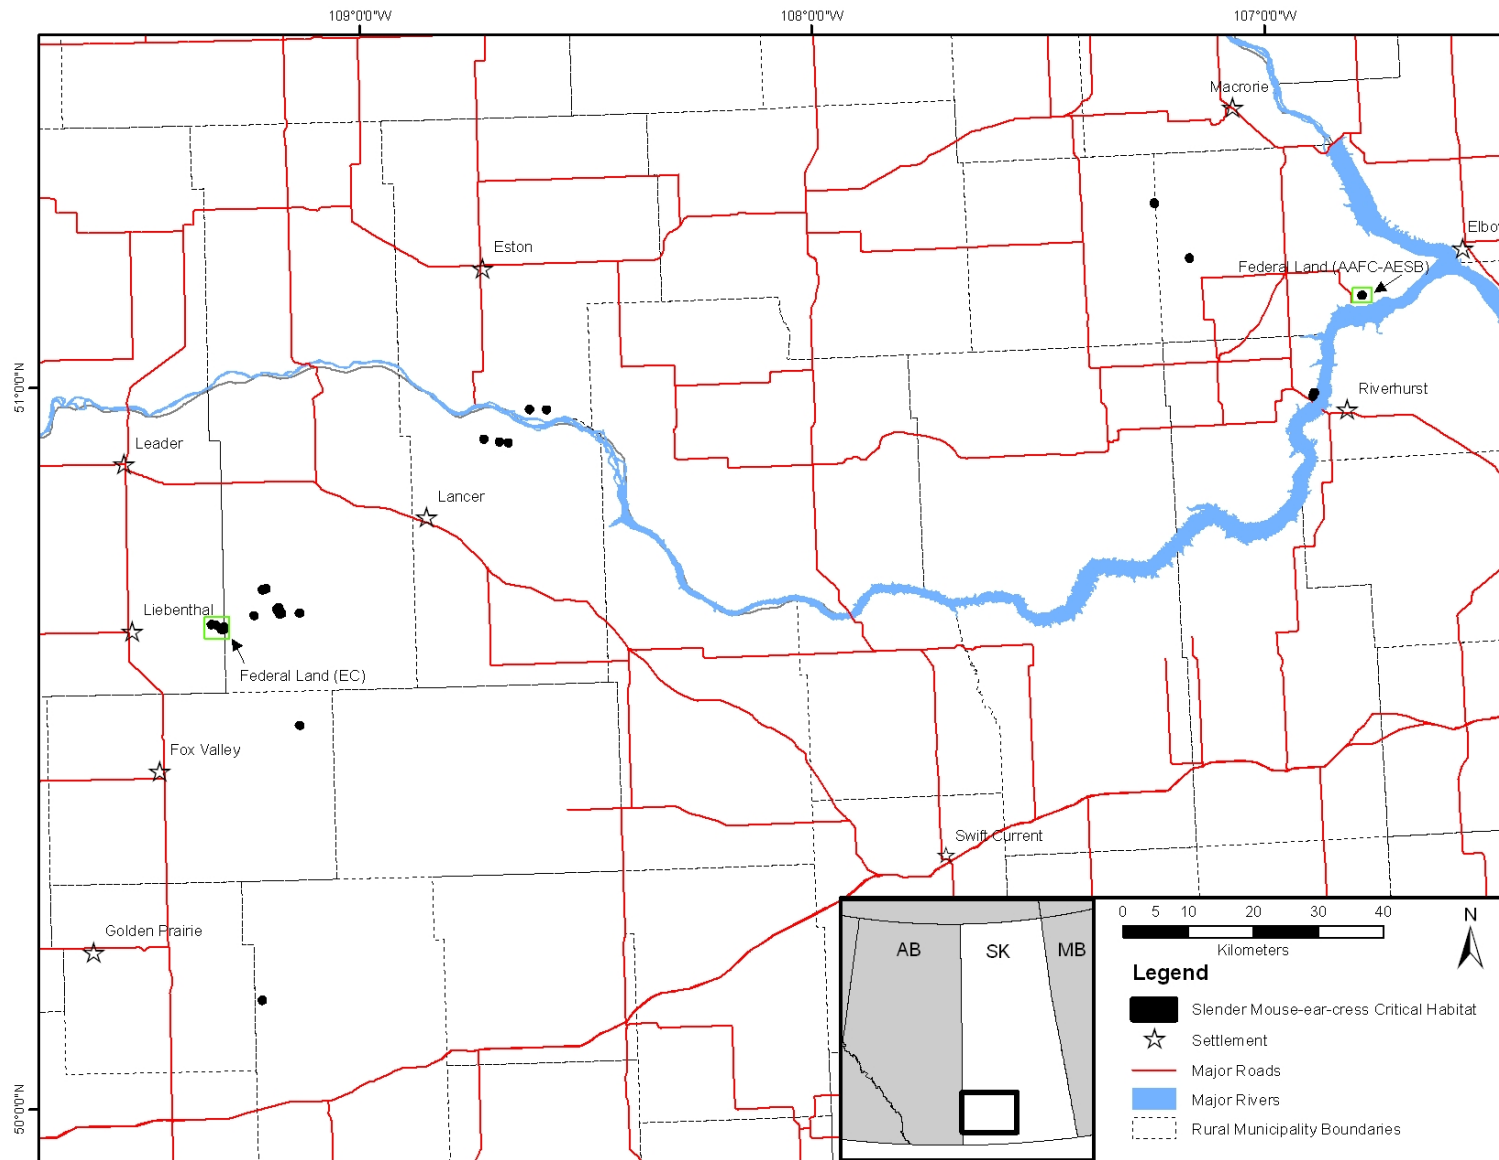 109°0'0"W
108°0'0"W
107°0'0"W
Macrorie
Elbo
Eston
Federal Land (AAFC-AESB)
51°0'0"N
Riverhurst
Leader
Lancer
Liebenthal
Federal Land (EC)
Fox Valley
Swift Current
Golden Prairie
50°0'0"N
AB
SK
MB
0 5 10 20 30 40
Kilometers
N
Legend
Slender Mouse-ear-cress Critical Habitat
Settlement
Major Roads
Major Rivers
Rural Municipality Boundaries